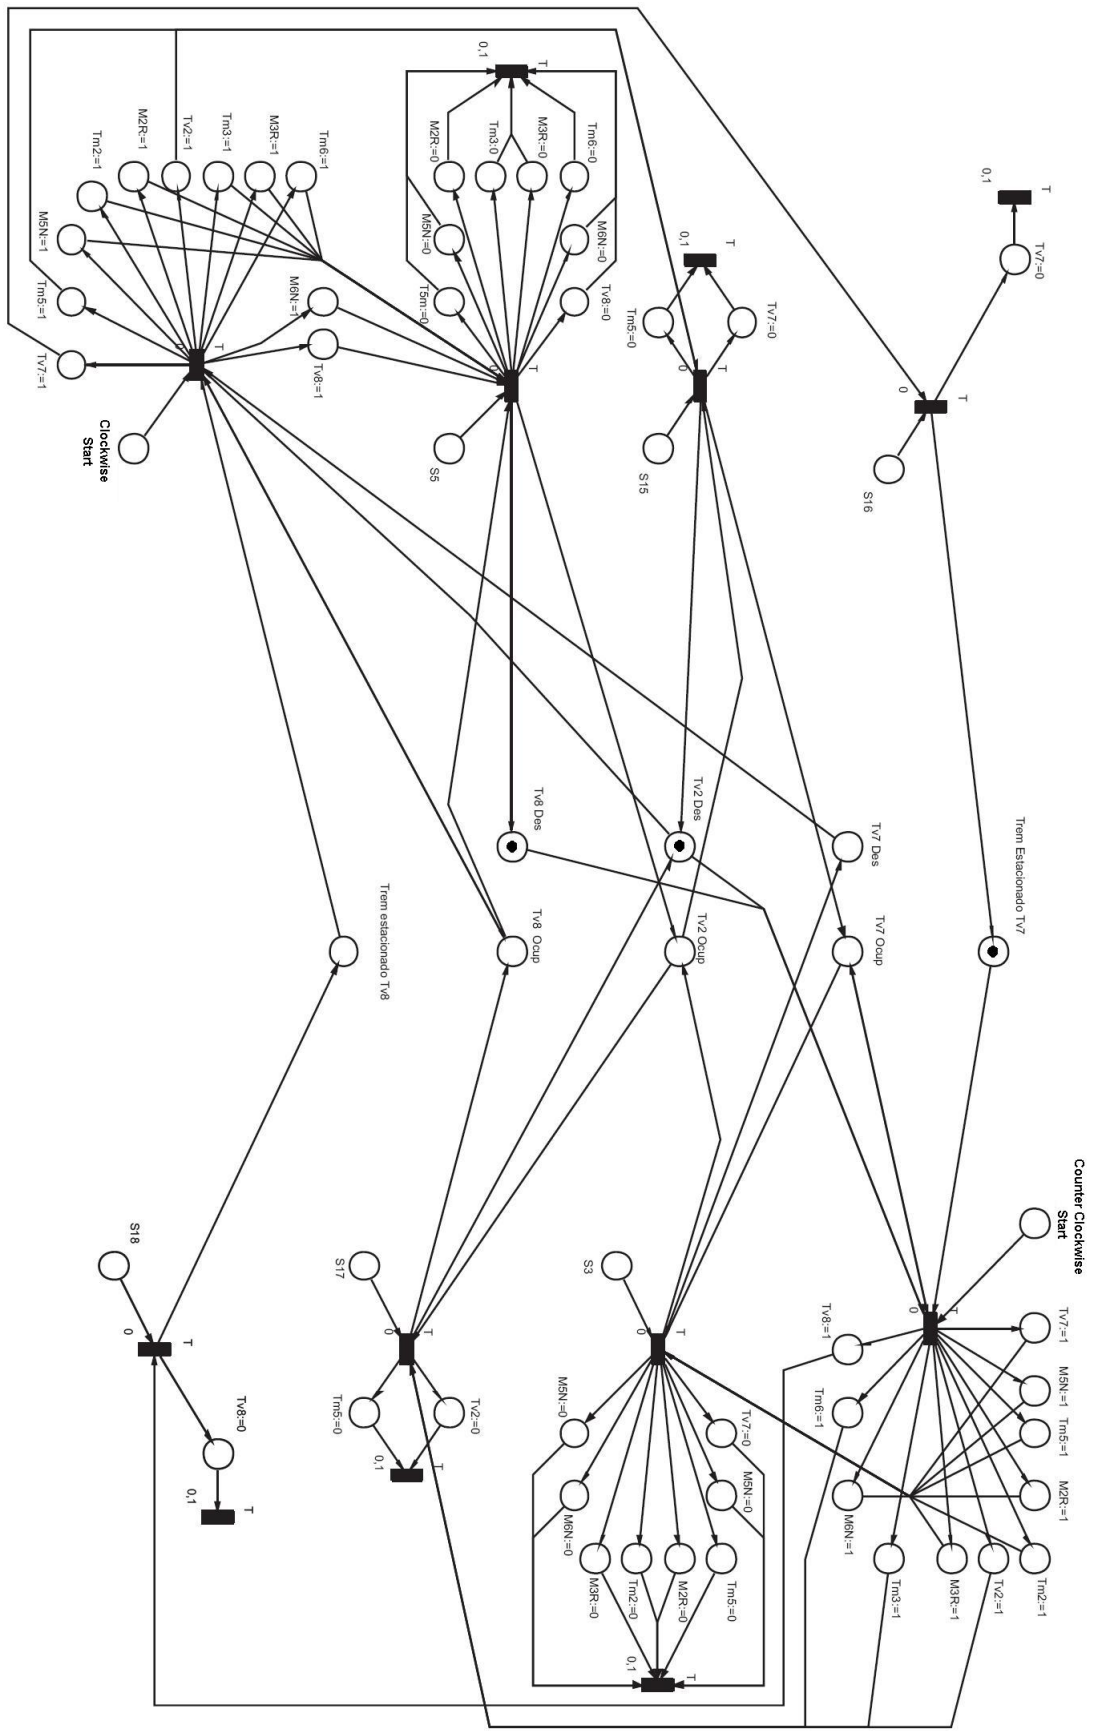 T
0,1
Tv7:=0
T
0
S16
Trem Estacionado Tv7
Counter Clockwise
Start
T
0,1
Tm6:=0
M3R:=0
Tm3:0
M2R:=0
M6N:=0
M5N:=0
Tv8:=0
T5m:=0
T
0
S5
T
0,1
Tv7:=0
Tm5:=0
T
0
S15
Tm6:=1
M3R:=1
Tm3:=1
Tv2:=1
M2R:=1
Tm2:=1
M5N:=1
Tm5:=1
Tv7:=1
M6N:=1
Tv8:=1
T
0
Clockwise
Start
Tv8 Des
Tv2 Des
Tv7 Des
Trem estacionado Tv8
Tv8 Ocup
Tv2 Ocup
Tv7 Ocup
T
0
Tv7:=1
M5N:=1
Tm5:=1
M2R:=1
Tm2:=1
Tv2:=1
M3R:=1
Tm3:=1
M6N:=1
Tm6:=1
Tv8:=1
S3
T
0
Tv7:=0
M5N:=0
Tm5:=0
M2R:=0
Tm2:=0
M3R:=0
M6N:=0
M5N:=0
T
0,1
S17
T
0
Tv2:=0
Tm5:=0
T
0,1
S18
T
0
Tv8:=0
T
0,1